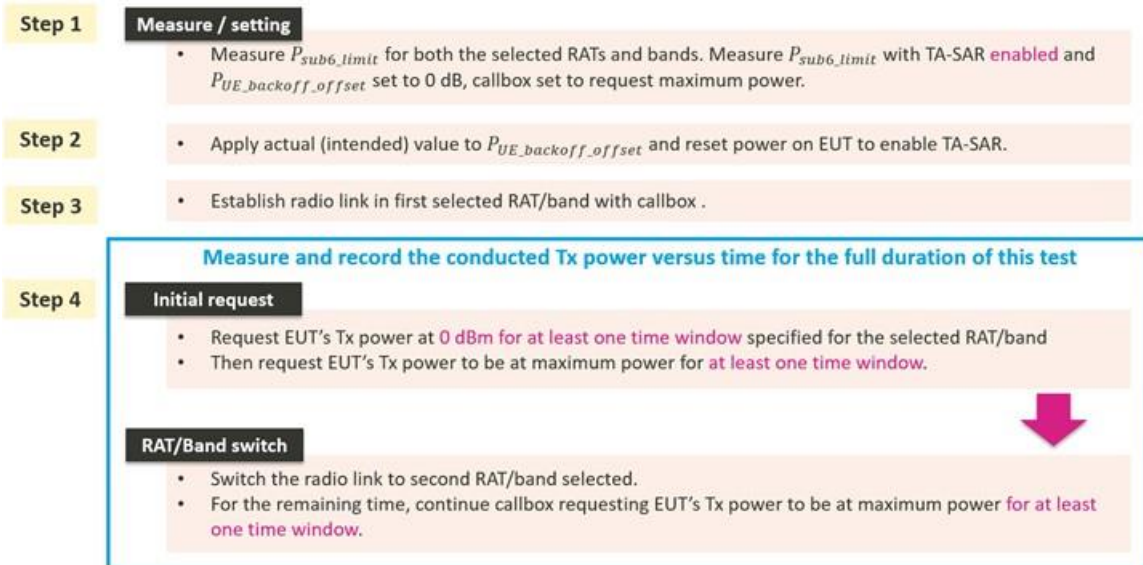 Step 1
Measure / setting
• Measure P_sub6_limit for both the selected RATs and bands. Measure P_sub6_limit with TA-SAR enabled and
P_UE_backoff_offset set to 0 dB, callbox set to request maximum power.
Step 2
• Apply actual (intended) value to P_UE_backoff_offset and reset power on EUT to enable TA-SAR.
Step 3
• Establish radio link in first selected RAT/band with callbox .
Measure and record the conducted Tx power versus time for the full duration of this test
Step 4
Initial request
• Request EUT's Tx power at 0 dBm for at least one time window specified for the selected RAT/band
• Then request EUT's Tx power to be at maximum power for at least one time window.
RAT/Band switch
• Switch the radio link to second RAT/band selected.
• For the remaining time, continue callbox requesting EUT's Tx power to be at maximum power for at least
one time window.